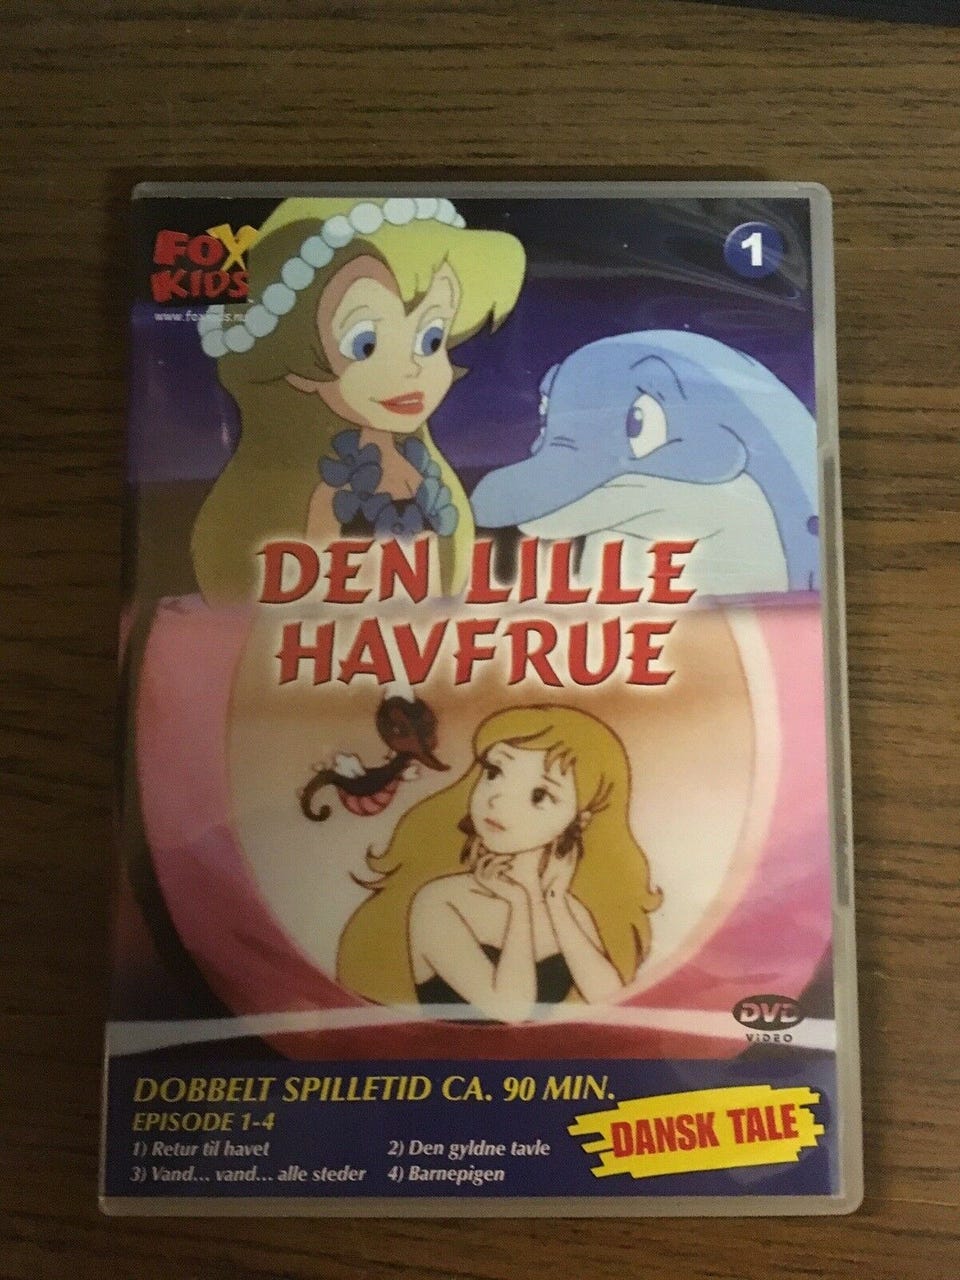 FOX
KIDS
1
DEN LILLE
HAVFRUE
DVD
VIDEO
DOBBELT SPILLETID CA. 90 MIN.
EPISODE 1-4
1) Retur til havet
2) Den gyldne tavle
3) Vand... vand... alle steder
4) Barnepigen
DANSK TALE